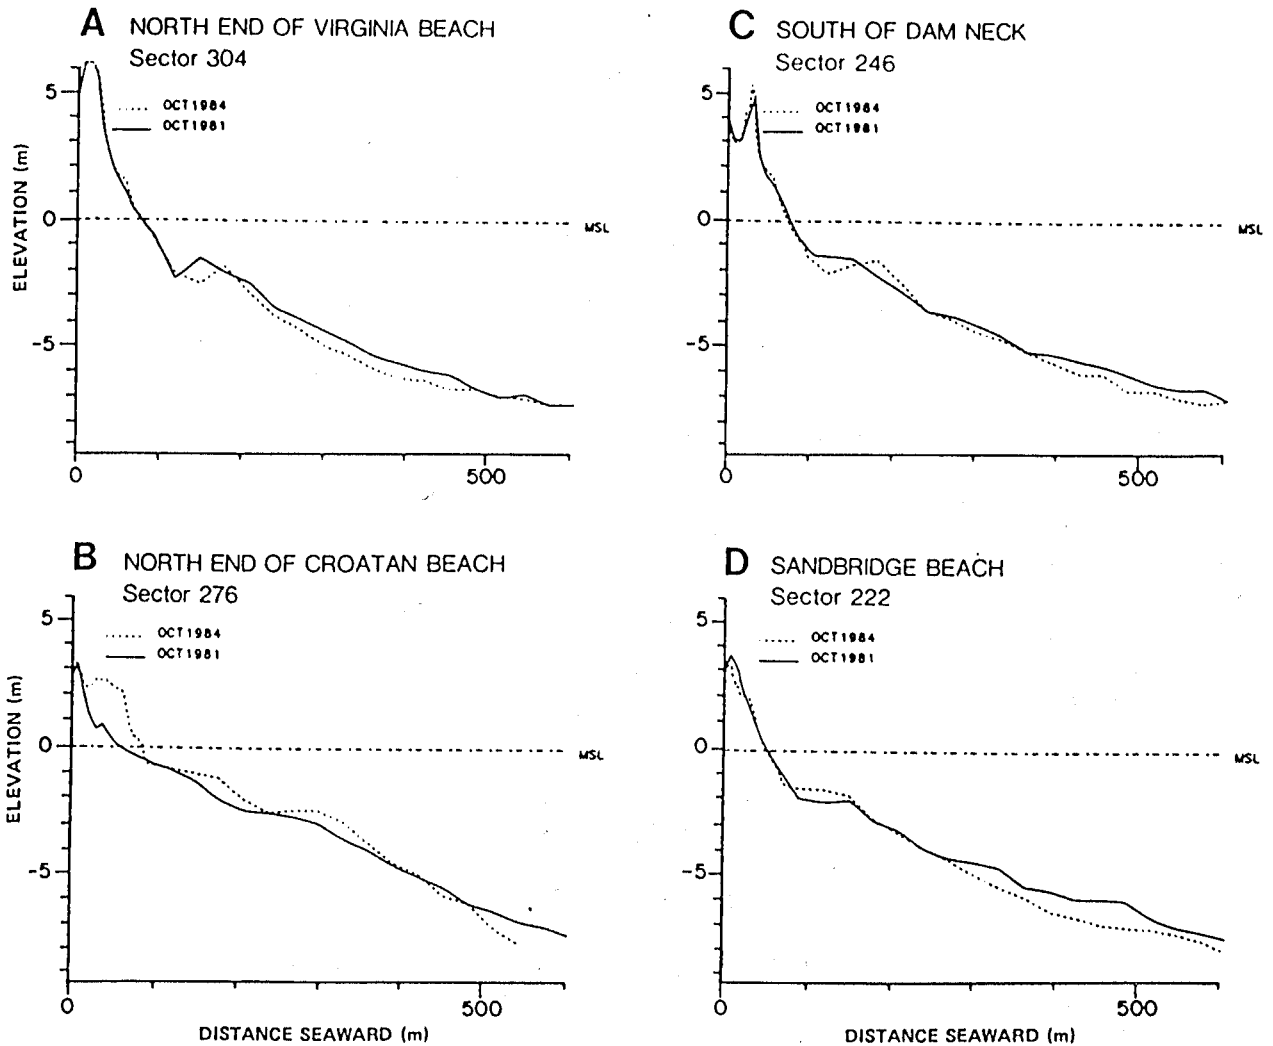 A NORTH END OF VIRGINIA BEACH
Sector 304
5
OCT1984
OCT1981
0
MSL
-5
0
500
ELEVATION (m)
C SOUTH OF DAM NECK
Sector 246
5
OCT1984
OCT1981
0
MSL
-5
0
500
B NORTH END OF CROATAN BEACH
Sector 276
5
OCT1984
OCT1981
0
MSL
-5
0
500
ELEVATION (m)
DISTANCE SEAWARD (m)
D SANDBRIDGE BEACH
Sector 222
5
OCT1984
OCT1981
0
MSL
-5
0
500
DISTANCE SEAWARD (m)